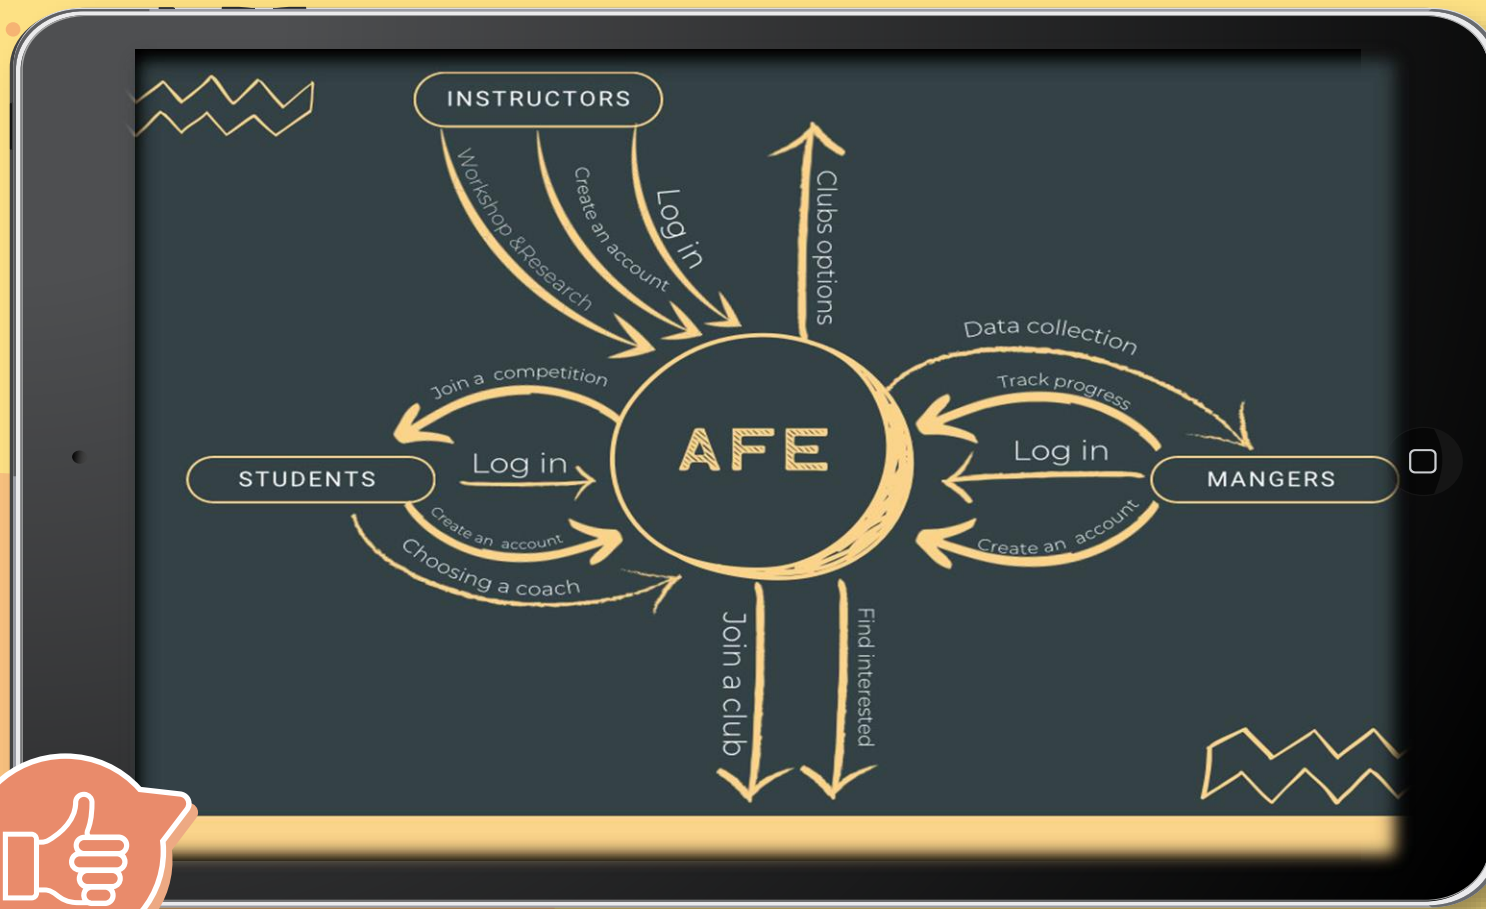 INSTRUCTORS
Workshop &Research
Create an account
Log in
Clubs options
Data collection
Track progress
Log in
MANGERS
Create an account
Join a competition
AFE
STUDENTS
Log in
Create an account
Choosing a coach
Join a club
Find interested